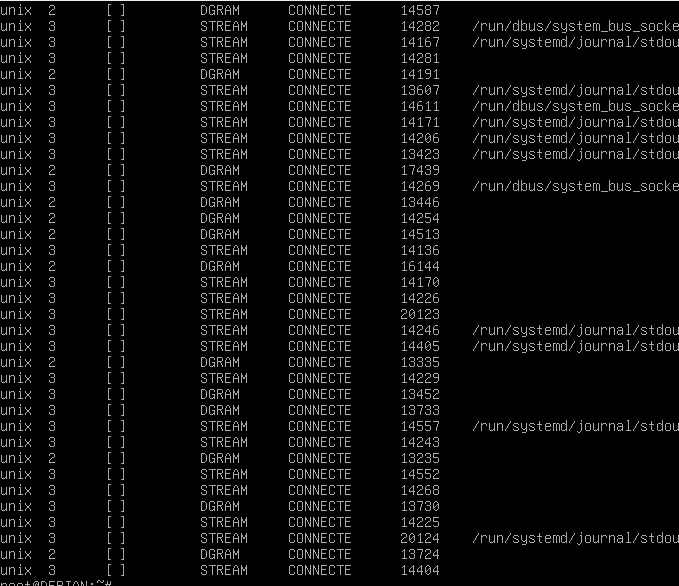 unix 2 [ ] DGRAM CONNECTE 14587
unix 3 [ ] STREAM CONNECTE 14282 /run/dbus/system_bus_socke
unix 3 [ ] STREAM CONNECTE 14167 /run/systemd/journal/stdou
unix 3 [ ] STREAM CONNECTE 14281
unix 2 [ ] DGRAM CONNECTE 14191
unix 3 [ ] STREAM CONNECTE 13607 /run/systemd/journal/stdou
unix 3 [ ] STREAM CONNECTE 14611 /run/dbus/system_bus_socke
unix 3 [ ] STREAM CONNECTE 14171 /run/systemd/journal/stdou
unix 3 [ ] STREAM CONNECTE 14206 /run/systemd/journal/stdou
unix 3 [ ] STREAM CONNECTE 13423 /run/systemd/journal/stdou
unix 2 [ ] DGRAM CONNECTE 17439
unix 3 [ ] STREAM CONNECTE 14269 /run/dbus/system_bus_socke
unix 2 [ ] DGRAM CONNECTE 13446
unix 2 [ ] DGRAM CONNECTE 14254
unix 2 [ ] DGRAM CONNECTE 14513
unix 3 [ ] STREAM CONNECTE 14136
unix 2 [ ] DGRAM CONNECTE 16144
unix 3 [ ] STREAM CONNECTE 14170
unix 3 [ ] STREAM CONNECTE 14226
unix 3 [ ] STREAM CONNECTE 20123
unix 3 [ ] STREAM CONNECTE 14246 /run/systemd/journal/stdou
unix 3 [ ] STREAM CONNECTE 14405 /run/systemd/journal/stdou
unix 2 [ ] DGRAM CONNECTE 13335
unix 3 [ ] STREAM CONNECTE 14229
unix 3 [ ] DGRAM CONNECTE 13452
unix 3 [ ] DGRAM CONNECTE 13733
unix 3 [ ] STREAM CONNECTE 14557 /run/systemd/journal/stdou
unix 3 [ ] STREAM CONNECTE 14243
unix 2 [ ] DGRAM CONNECTE 13235
unix 3 [ ] STREAM CONNECTE 14552
unix 3 [ ] STREAM CONNECTE 14268
unix 3 [ ] DGRAM CONNECTE 13730
unix 3 [ ] STREAM CONNECTE 14225
unix 3 [ ] STREAM CONNECTE 20124 /run/systemd/journal/stdou
unix 2 [ ] DGRAM CONNECTE 13724
unix 3 [ ] STREAM CONNECTE 14404
root@DEBIAN:~#